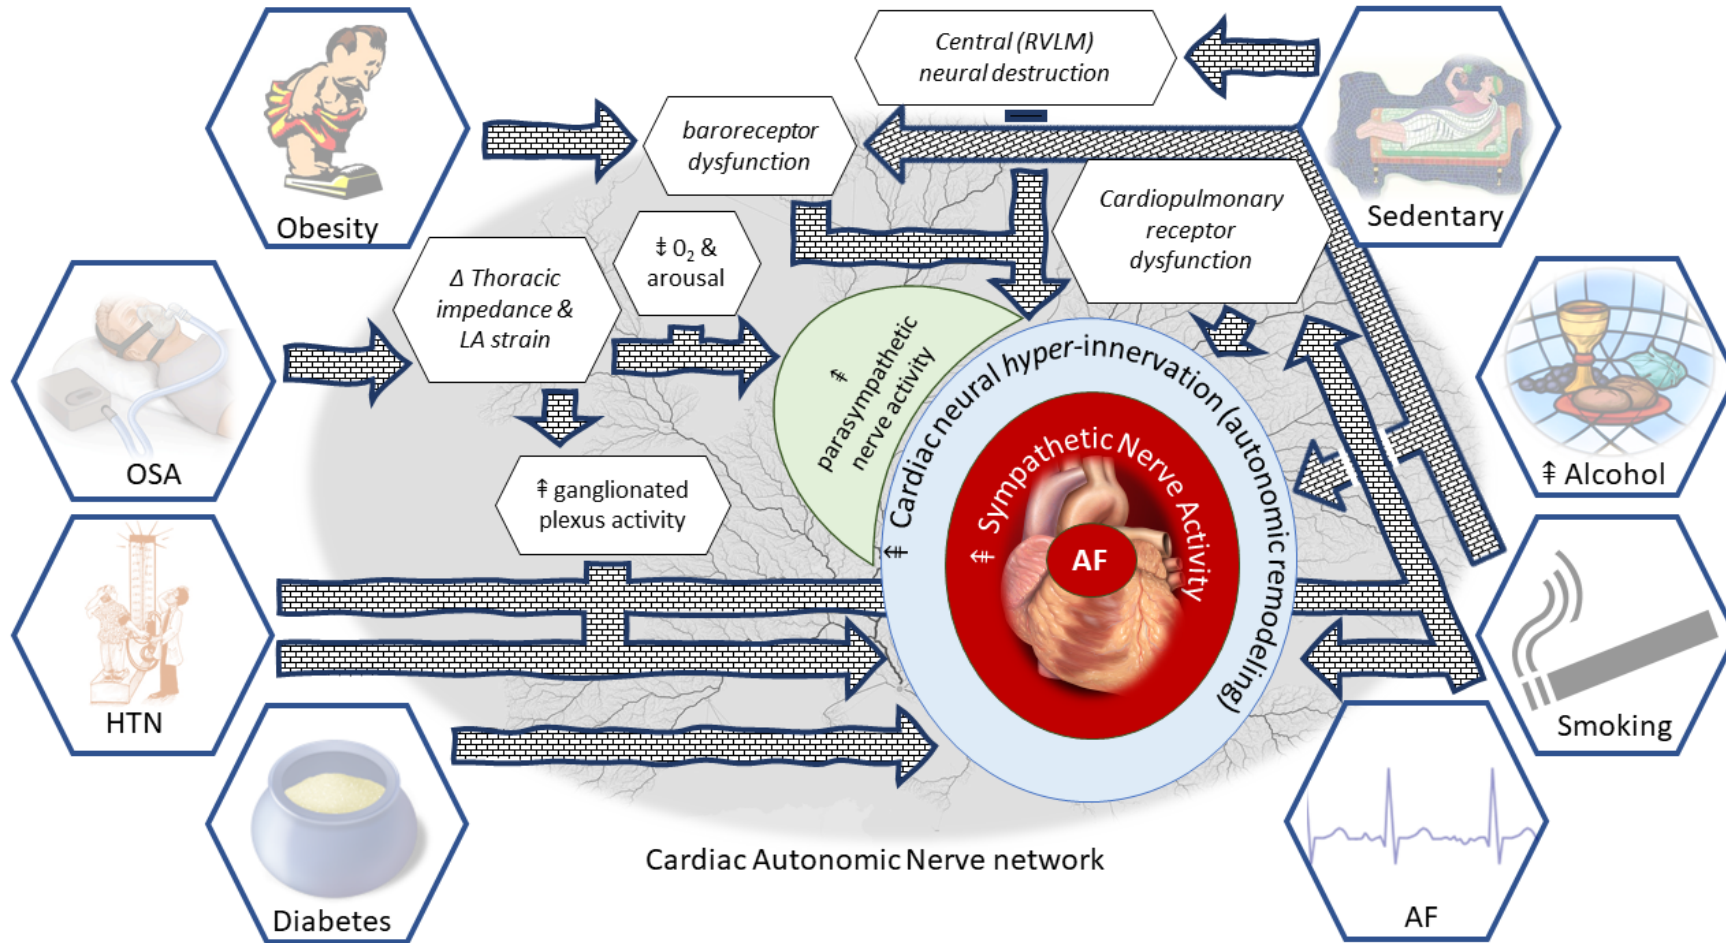 Central (RVLM)
neural destruction
baroreceptor
dysfunction
Obesity
Sedentary
Cardiopulmonary
receptor
dysfunction
⇟ O₂ &
arousal
Δ Thoracic
impedance &
LA strain
OSA
⇞ Alcohol
⇞
parasympathetic
nerve activity
⇞ Cardiac neural hyper-innervation (autonomic remodeling)
⇞ Sympathetic Nerve Activity
AF
⇞ ganglionated
plexus activity
HTN
Smoking
Diabetes
Cardiac Autonomic Nerve network
AF